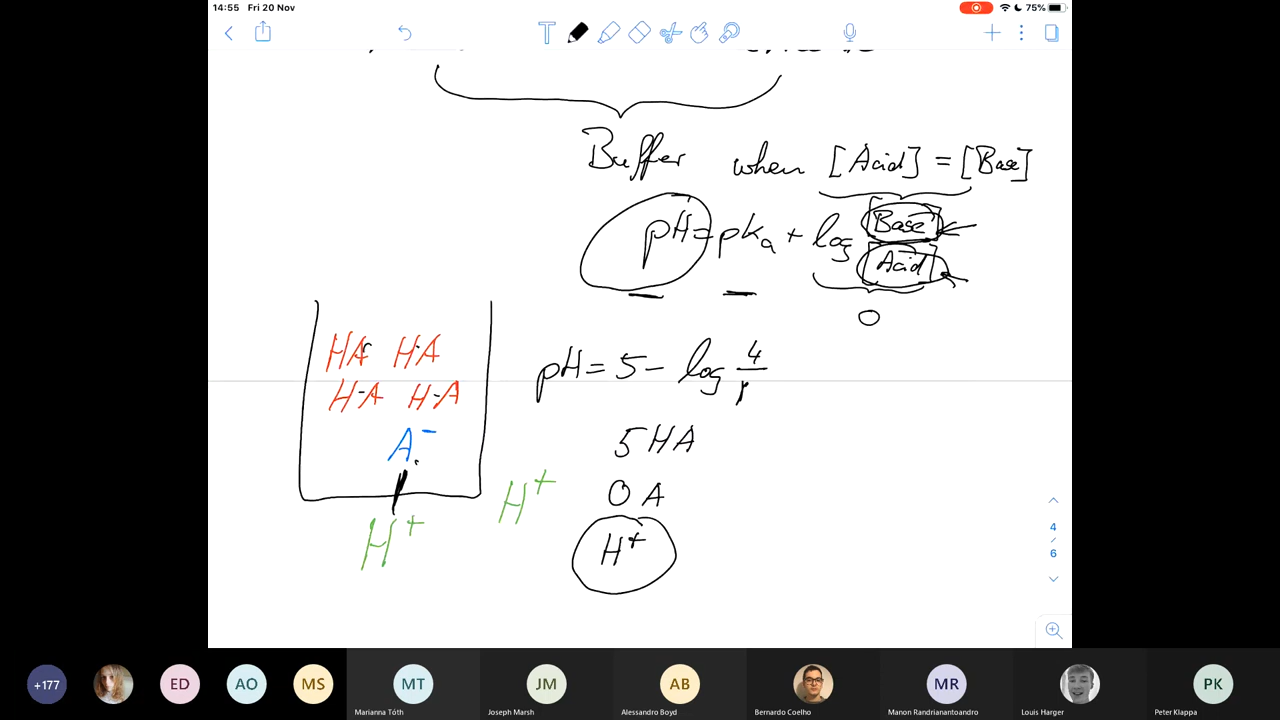 14:55 Fri 20 Nov
75%
Buffer when [Acid] = [Base]
pH = pKa + log [Base]
[Acid]
0
HA HA
H-A H-A
A-
H+
H+
pH = 5 - log 4/1
5 HA
0 A
H+
4
/
6
+177
ED
AO
MS
MT
Marianna Tóth
JM
Joseph Marsh
AB
Alessandro Boyd
Bernardo Coelho
MR
Manon Randrianantoandro
Louis Harger
PK
Peter Klappa